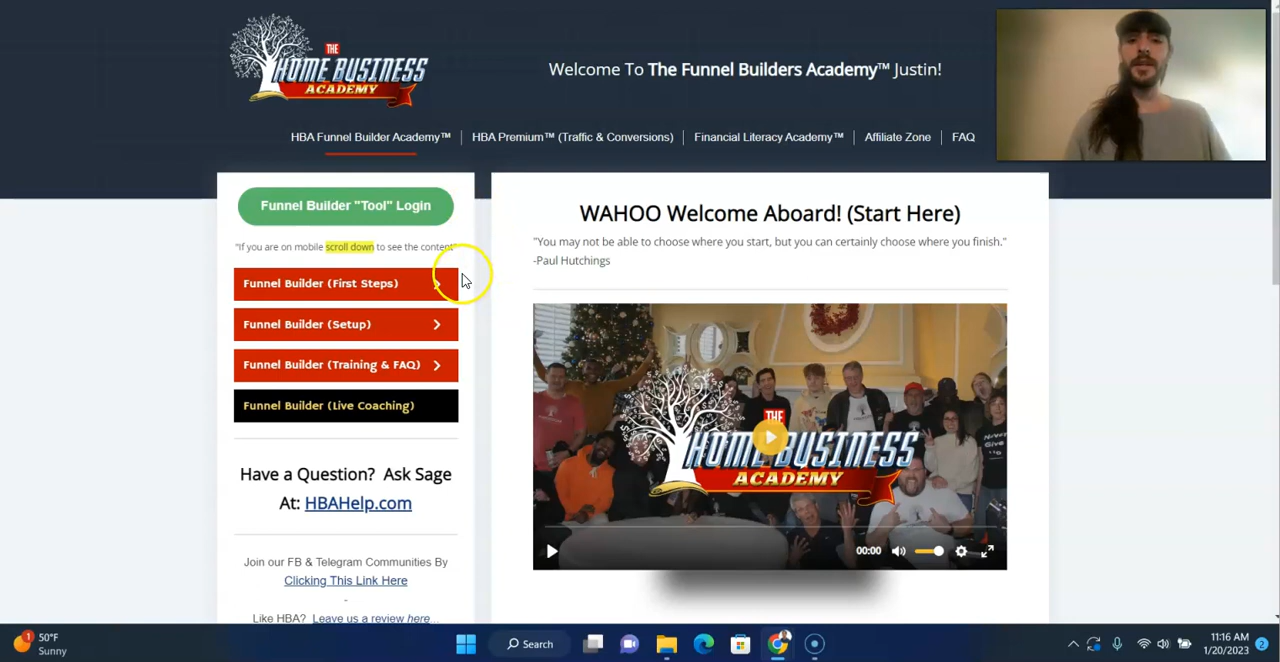 THE
HOME BUSINESS
ACADEMY
Welcome To The Funnel Builders Academy™ Justin!
HBA Funnel Builder Academy™
HBA Premium™ (Traffic & Conversions)
Financial Literacy Academy™
Affiliate Zone
FAQ
Funnel Builder "Tool" Login
"If you are on mobile scroll down to see the content"
Funnel Builder (First Steps)
Funnel Builder (Setup)
Funnel Builder (Training & FAQ)
Funnel Builder (Live Coaching)
Have a Question? Ask Sage
At: HBAHelp.com
Join our FB & Telegram Communities By
Clicking This Link Here
-
Like HBA? Leave us a review here...
WAHOO Welcome Aboard! (Start Here)
"You may not be able to choose where you start, but you can certainly choose where you finish."
-Paul Hutchings
THE
HOME BUSINESS
ACADEMY
NEVER
GIVE
00:00
1
50°F
Sunny
Search
11:16 AM
1/20/2023
2